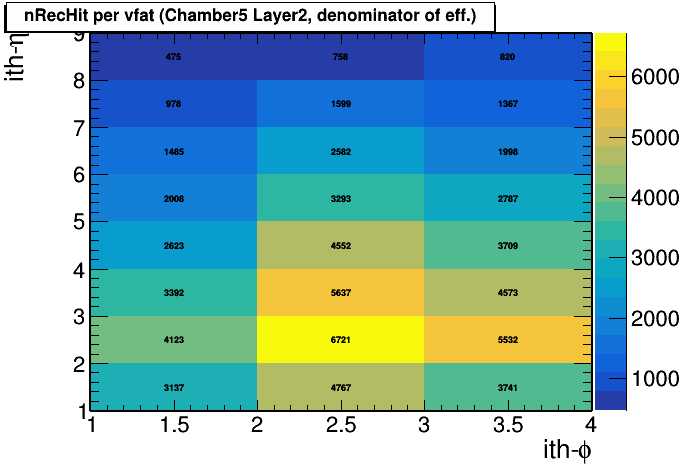 nRecHit per vfat (Chamber5 Layer2, denominator of eff.)
ith-η
9
475 758 820
8
978 1599 1367
7
1485 2582 1998
6
2008 3293 2787
5
2623 4552 3709
4
3392 5637 4573
3
4123 6721 5532
2
3137 4767 3741
1
1 1.5 2 2.5 3 3.5 4
ith-ϕ
6000
5000
4000
3000
2000
1000